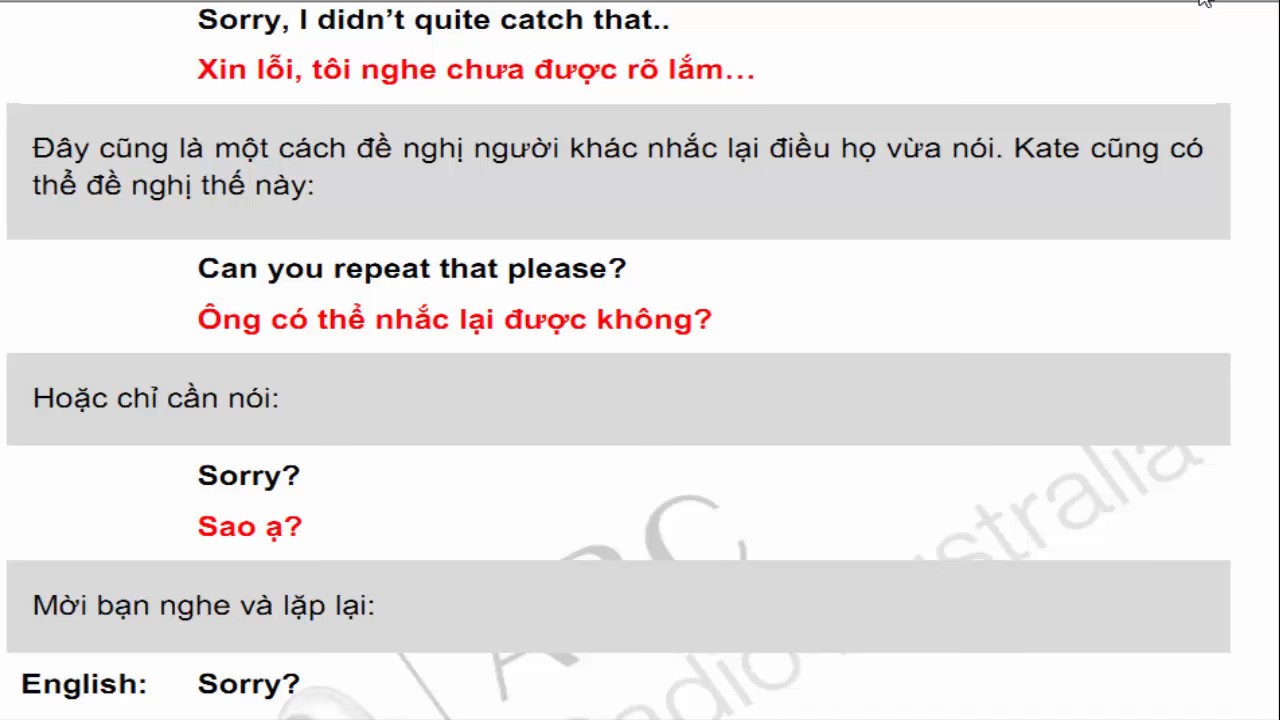 Sorry, I didn’t quite catch that..
Xin lỗi, tôi nghe chưa được rõ lắm…
Đây cũng là một cách đề nghị người khác nhắc lại điều họ vừa nói. Kate cũng có
thể đề nghị thế này:
Can you repeat that please?
Ông có thể nhắc lại được không?
Hoặc chỉ cần nói:
Sorry?
Sao ạ?
Mời bạn nghe và lặp lại:
English: Sorry?